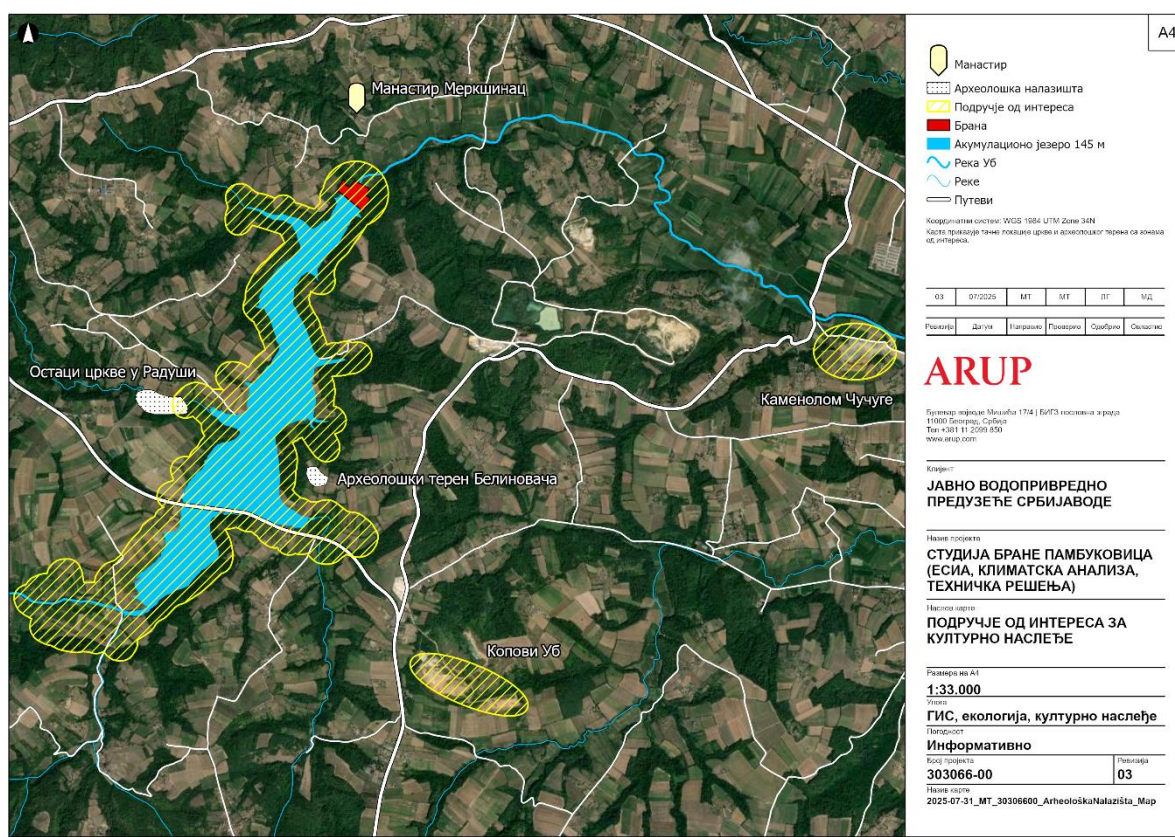 A4
Манастир Меркшинац
Остаци цркве у Радуши
Археолошки терен Белиновача
Каменолом Чучуге
Копови Уб
Манастир
Археолошка налазишта
Подручје од интереса
Брана
Акумулационо језеро 145 м
Река Уб
Реке
Путеви
Координатни систем: WGS 1984 UTM Zone 34N
Карта приказује тачне локације цркве и археолошког терена са зонама
од интереса.
03 07/2025 МТ МТ ЛГ МД
Ревизија Датум Направио Проверио Одобрио Овластио
ARUP
Булевар војводе Мишића 17/4 | БИГЗ пословна зграда
11000 Београд, Србија
Тел +381 11 2099 850
www.arup.com
Клијент
ЈАВНО ВОДОПРИВРЕДНО
ПРЕДУЗЕЋЕ СРБИЈАВОДЕ
Назив пројекта
СТУДИЈА БРАНЕ ПАМБУКОВИЦА
(ЕСИА, КЛИМАТСКА АНАЛИЗА,
ТЕХНИЧКА РЕШЕЊА)
Наслов карте
ПОДРУЧЈЕ ОД ИНТЕРЕСА ЗА
КУЛТУРНО НАСЛЕЂЕ
Размера на А4
1:33.000
Улога
ГИС, екологија, културно наслеђе
Погодност
Информативно
Број пројекта Ревизија
303066-00 03
Назив карте
2025-07-31_MT_30306600_ArheološkaNalazišta_Map